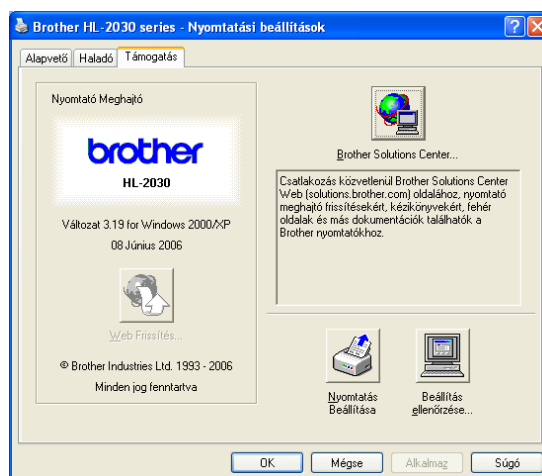 Brother HL-2030 series - Nyomtatási beállítások
Alapvető Haladó Támogatás
Nyomtató Meghajtó
brother
HL-2030
Változat 3.19 for Windows 2000/XP
08 Június 2006
Web Frissítés...
© Brother Industries Ltd. 1993 - 2006
Minden jog fenntartva
Brother Solutions Center...
Csatlakozás közvetlenül Brother Solutions Center
Web (solutions.brother.com) oldalához, nyomtató
meghajtó frissítésekért, kézikönyvekért, fehér
oldalak és más dokumentációk találhatók a
Brother nyomtatókhoz.
Nyomtatás
Beállítása
Beállítás
ellenőrzése...
OK Mégse Alkalmaz Súgó